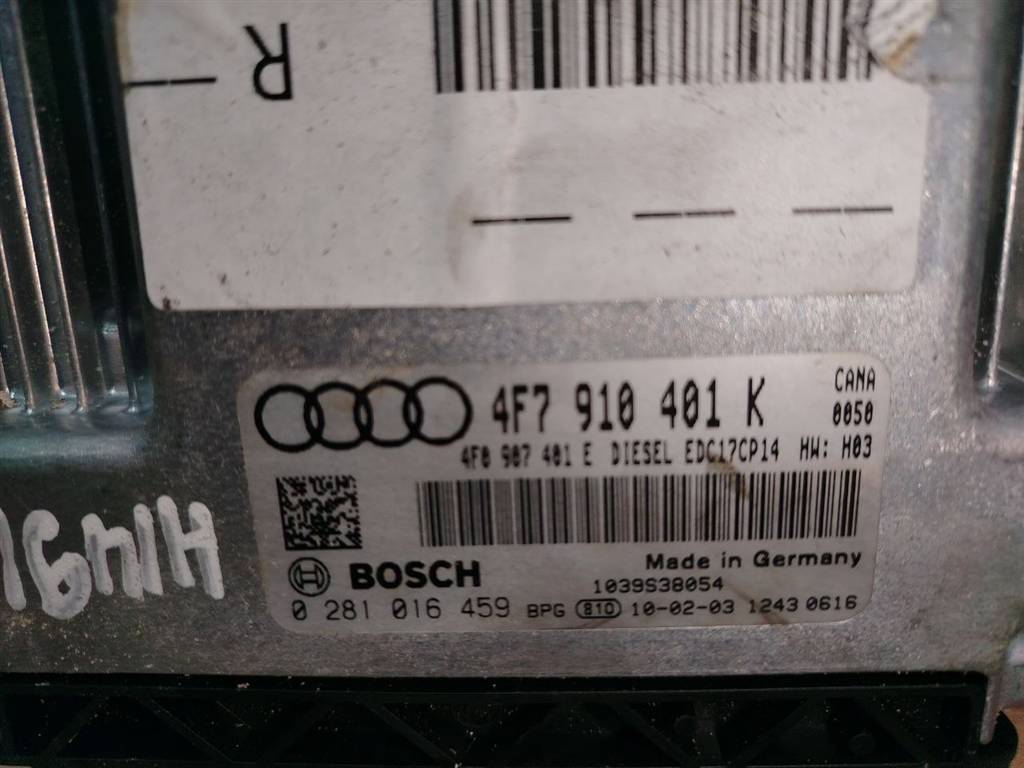 R
4F7 910 401 K
CANA
0050
4F0 907 401 E DIESEL EDC17CP14 HW: H03
Made in Germany
BOSCH
1039S38054
0 281 016 459 BPG 810 10-02-03 1243 0616